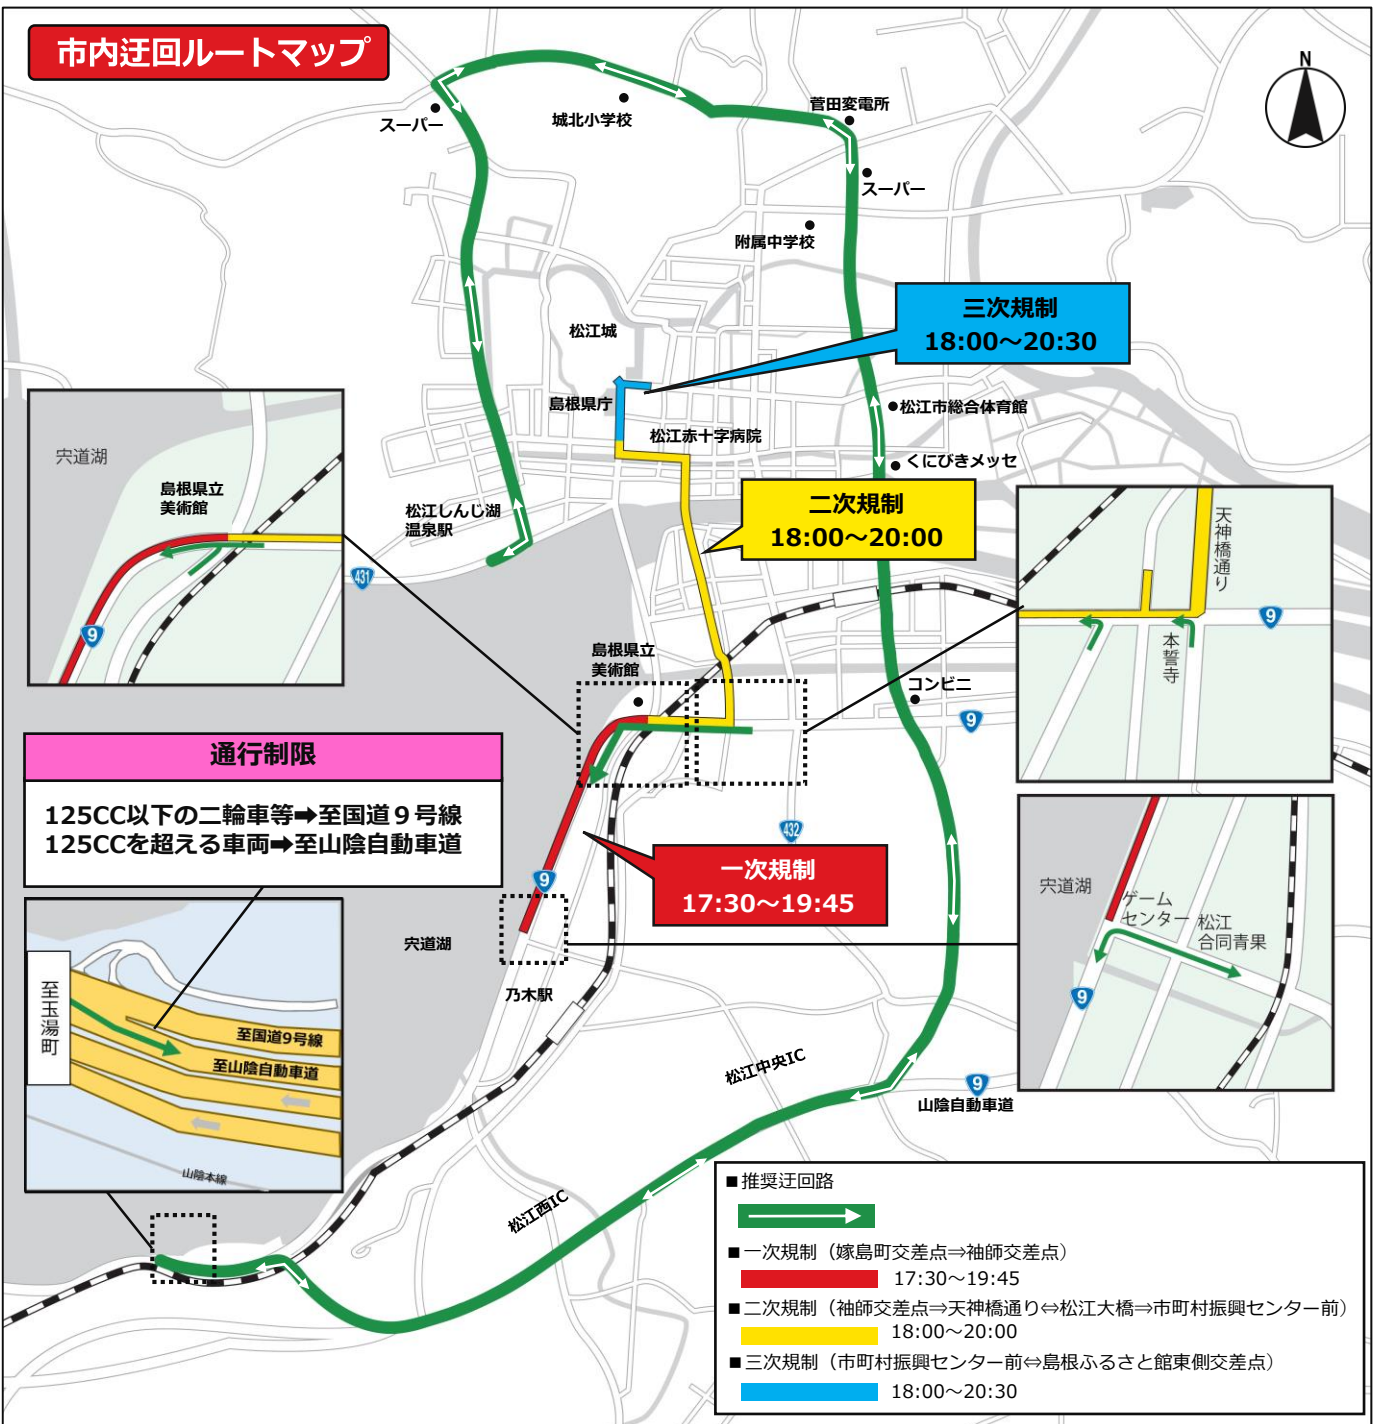 市内迂回ルートマップ
N
スーパー
城北小学校
菅田変電所
スーパー
附属中学校
三次規制
18:00～20:30
松江城
島根県庁
松江市総合体育館
松江赤十字病院
くにびきメッセ
宍道湖
島根県立
美術館
9
431
松江しんじ湖
温泉駅
二次規制
18:00～20:00
天神橋通り
本誓寺
9
島根県立
美術館
コンビニ
9
通行制限
125CC以下の二輪車等➡至国道９号線
125CCを超える車両➡至山陰自動車道
432
一次規制
17:30～19:45
9
宍道湖
乃木駅
宍道湖
ゲーム
センター
松江
合同青果
9
至玉湯町
至国道9号線
至山陰自動車道
山陰本線
松江中央IC
9
山陰自動車道
松江西IC
■推奨迂回路
■一次規制（嫁島町交差点⇒袖師交差点）
17:30～19:45
■二次規制（袖師交差点⇒天神橋通り⇔松江大橋⇒市町村振興センター前）
18:00～20:00
■三次規制（市町村振興センター前⇔島根ふるさと館東側交差点）
18:00～20:30